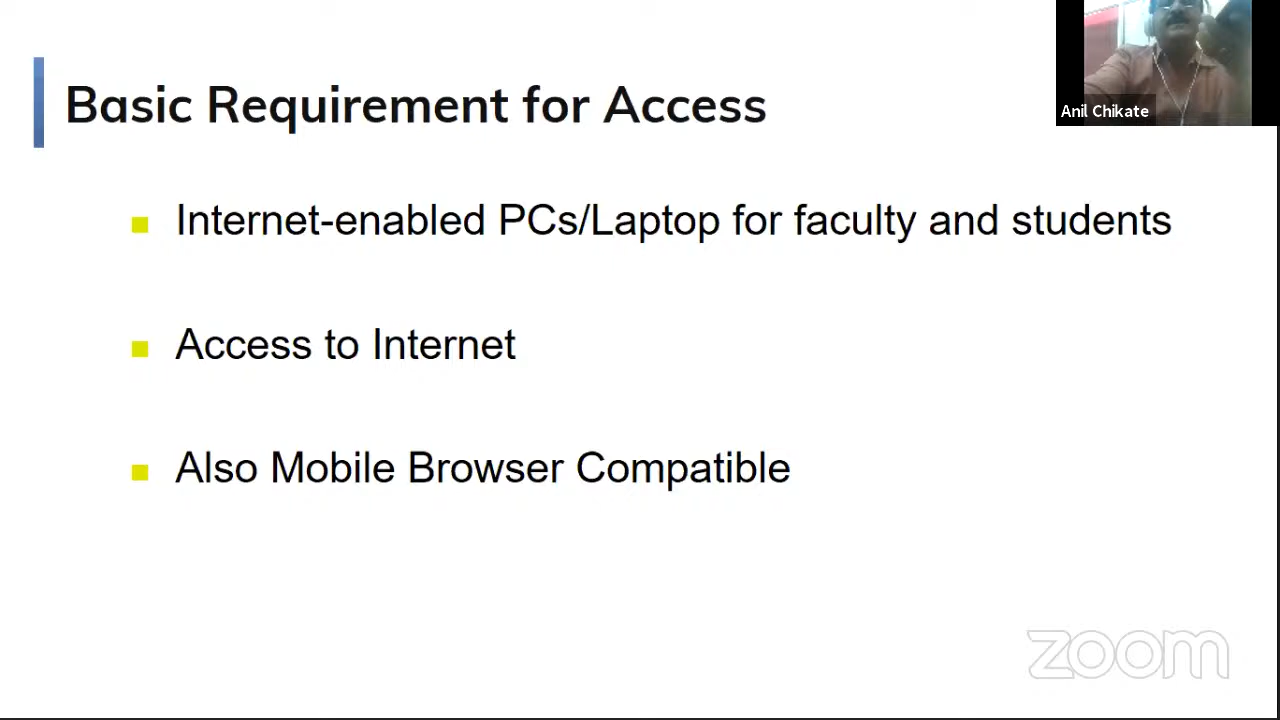 Basic Requirement for Access
Anil Chikate
Internet-enabled PCs/Laptop for faculty and students
Access to Internet
Also Mobile Browser Compatible
zoom